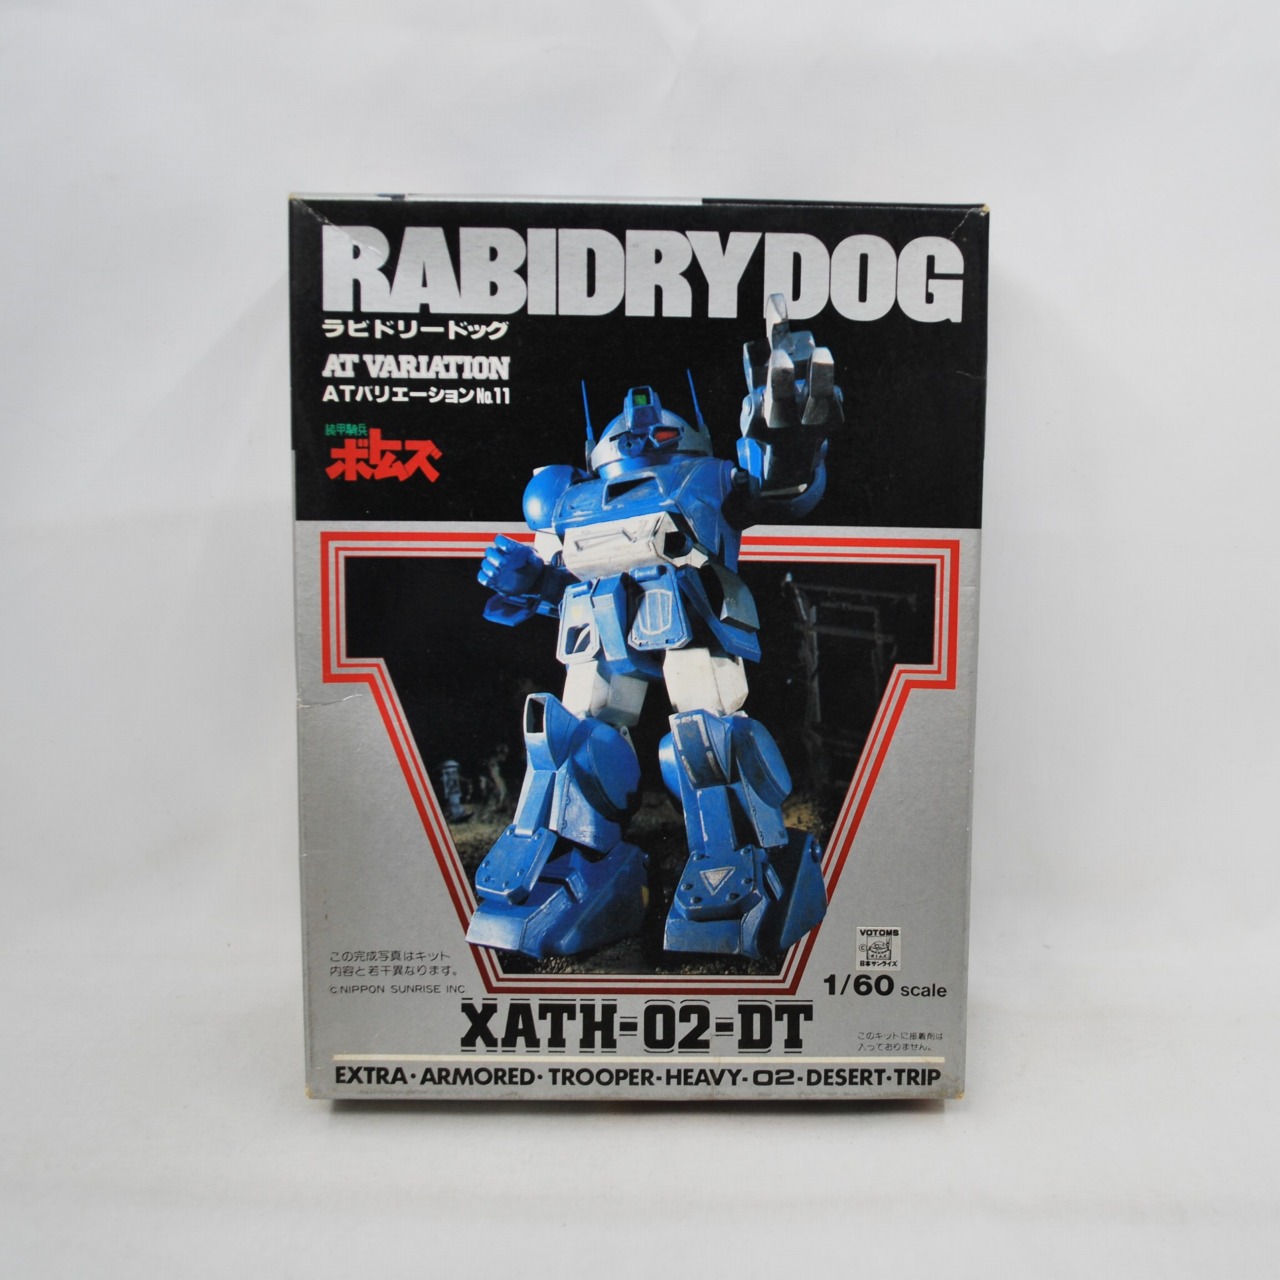 RABIDRYDOG
ラビドリードッグ
AT VARIATION
ATバリエーションNo.11
装甲騎兵
ボトムズ
この完成写真はキット
内容と若干異なります。
©NIPPON SUNRISE INC.
VOTOMS
日本サンライズ
1/60 scale
XATH-02-DT
このキットに接着剤は
入っておりません。
EXTRA·ARMORED·TROOPER-HEAVY-02-DESERT·TRIP